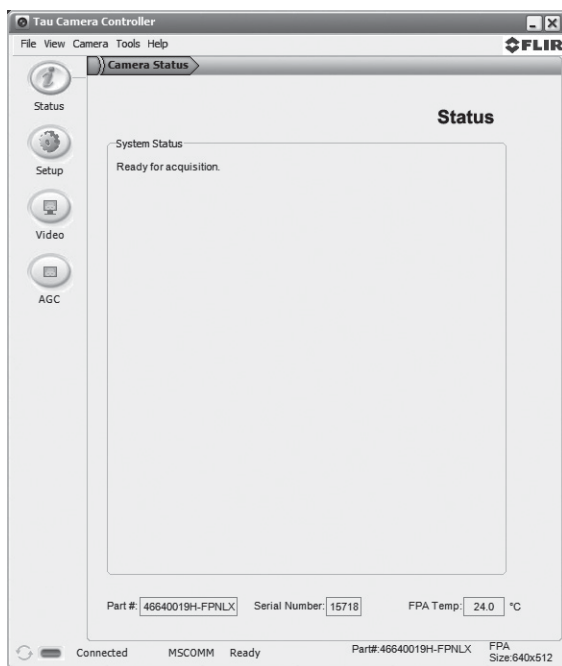 Tau Camera Controller
File View Camera Tools Help
FLIR
Camera Status
Status
Setup
Video
AGC
Status
System Status
Ready for acquisition.
Part #: 46640019H-FPNLX Serial Number: 15718 FPA Temp: 24.0 °C
Connected MSCOMM Ready Part#:46640019H-FPNLX FPA
Size:640x512